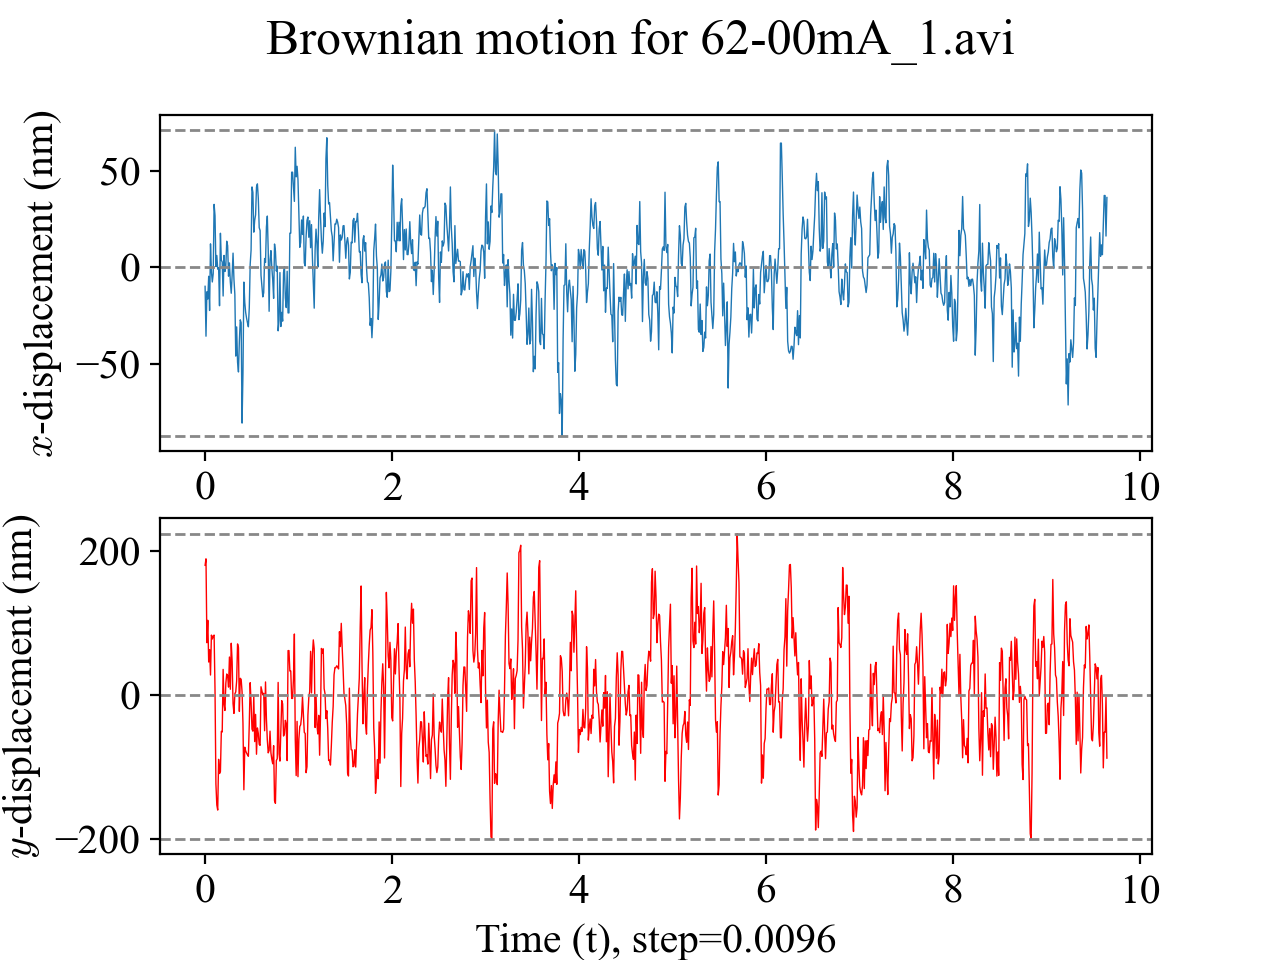 Brownian motion for 62-00mA_1.avi
x-displacement (nm)
50
0
−50
0 2 4 6 8 10
y-displacement (nm)
200
0
−200
0 2 4 6 8 10
Time (t), step=0.0096